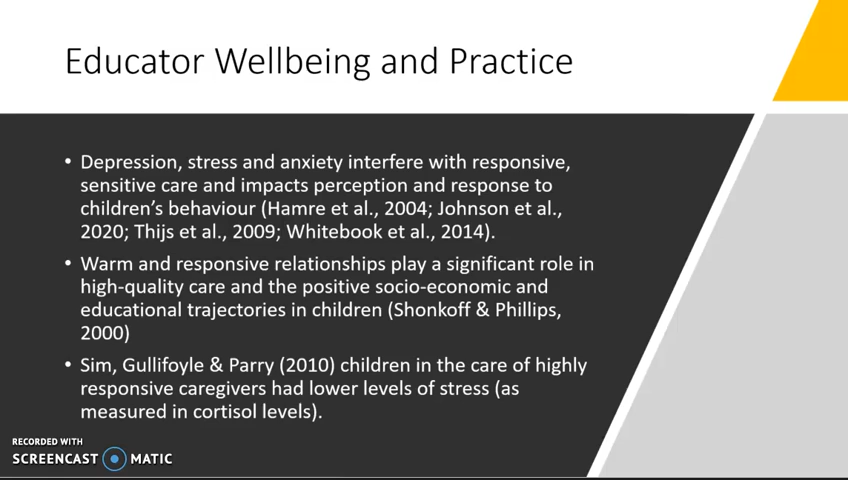 Educator Wellbeing and Practice
• Depression, stress and anxiety interfere with responsive,
sensitive care and impacts perception and response to
children's behaviour (Hamre et al., 2004; Johnson et al.,
2020; Thijs et al., 2009; Whitebook et al., 2014).
• Warm and responsive relationships play a significant role in
high-quality care and the positive socio-economic and
educational trajectories in children (Shonkoff & Phillips,
2000)
• Sim, Gullifoyle & Parry (2010) children in the care of highly
responsive caregivers had lower levels of stress (as
measured in cortisol levels).
RECORDED WITH
SCREENCAST MATIC